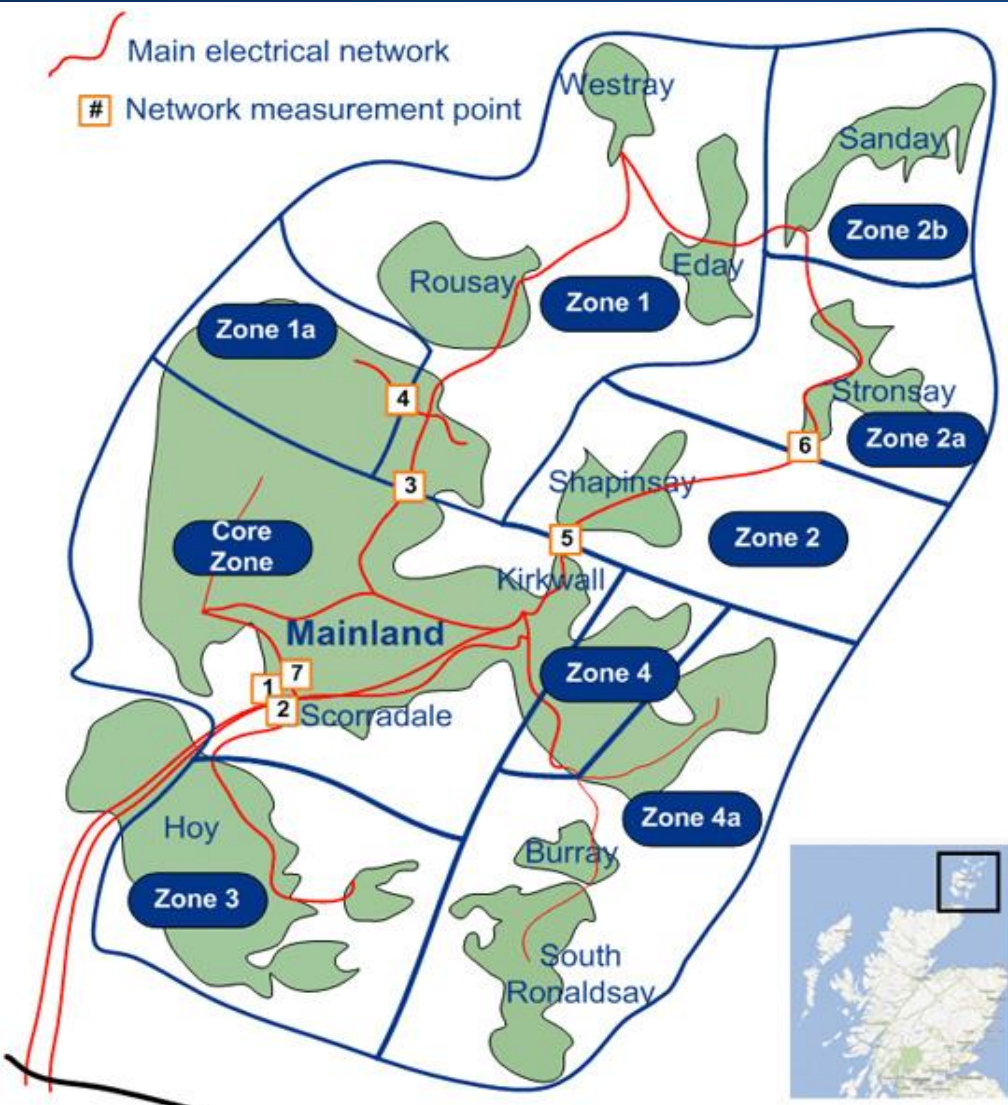 Main electrical network
# Network measurement point
Westray
Sanday
Zone 2b
Rousay
Eday
Zone 1
Zone 1a
4
Stronsay
Zone 2a
6
3
Shapinsay
Core
Zone
5
Zone 2
Kirkwall
Mainland
Zone 4
7
1
2
Scorradale
Hoy
Zone 4a
Burray
Zone 3
South
Ronaldsay